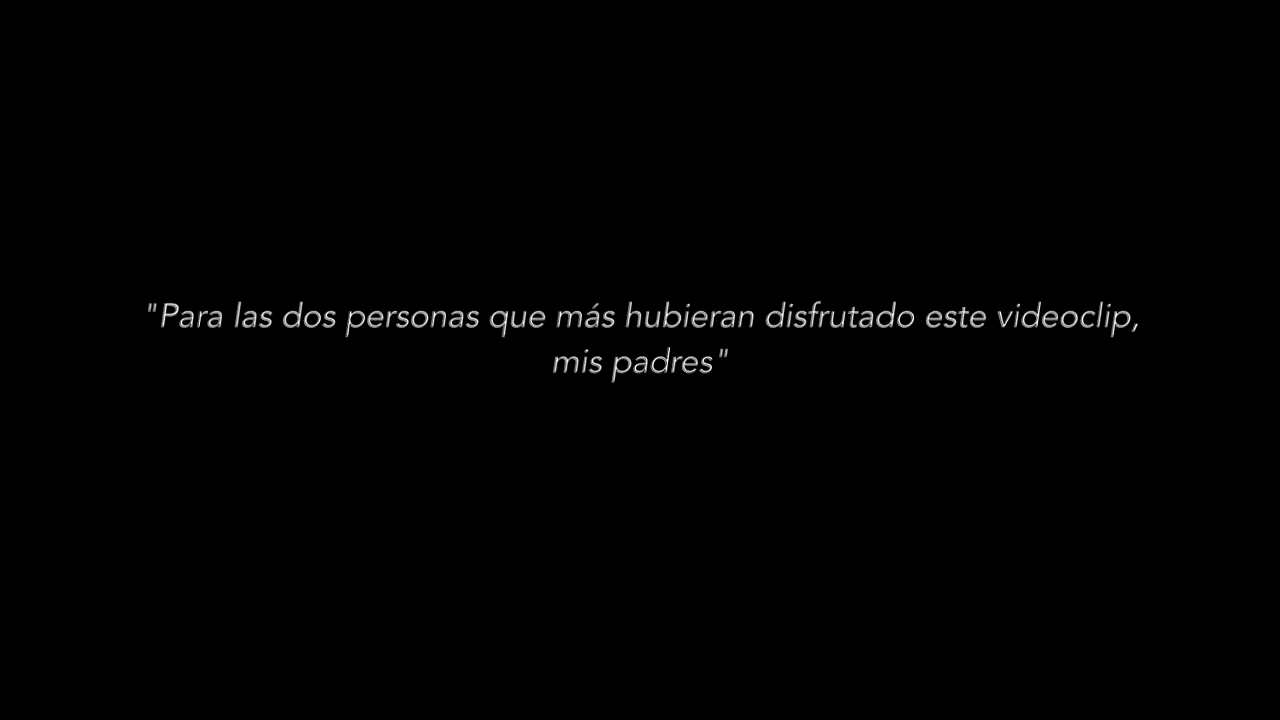 "Para las dos personas que más hubieran disfrutado este videoclip,
mis padres"